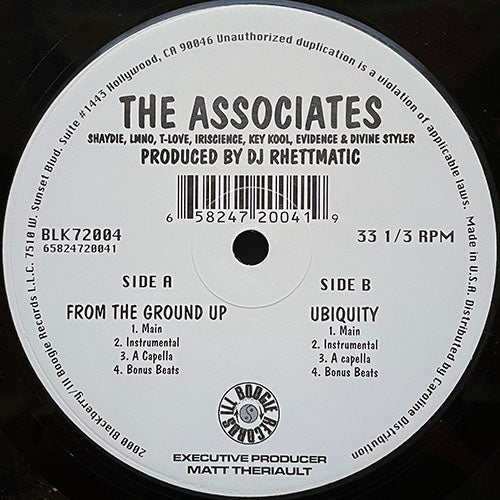 2000 Blackberry Ill Boogie Records L.L.C. 7510 W. Sunset Blvd. Suite #1443 Hollywood, CA 90046 Unauthorized duplication is a violation of applicable laws. Made in U.S.A. Distributed by Caroline Distribution
THE ASSOCIATES
SHAYDIE, LMNO, T-LOVE, IRISCIENCE, KEY KOOL, EVIDENCE & DIVINE STYLER
PRODUCED BY DJ RHETTMATIC
6 58247 20041 9
BLK72004
65824720041
33 1/3 RPM
SIDE A
FROM THE GROUND UP
1. Main
2. Instrumental
3. A Capella
4. Bonus Beats
SIDE B
UBIQUITY
1. Main
2. Instrumental
3. A capella
4. Bonus Beats
ILL BOOGIE RECORDS
EXECUTIVE PRODUCER
MATT THERIAULT